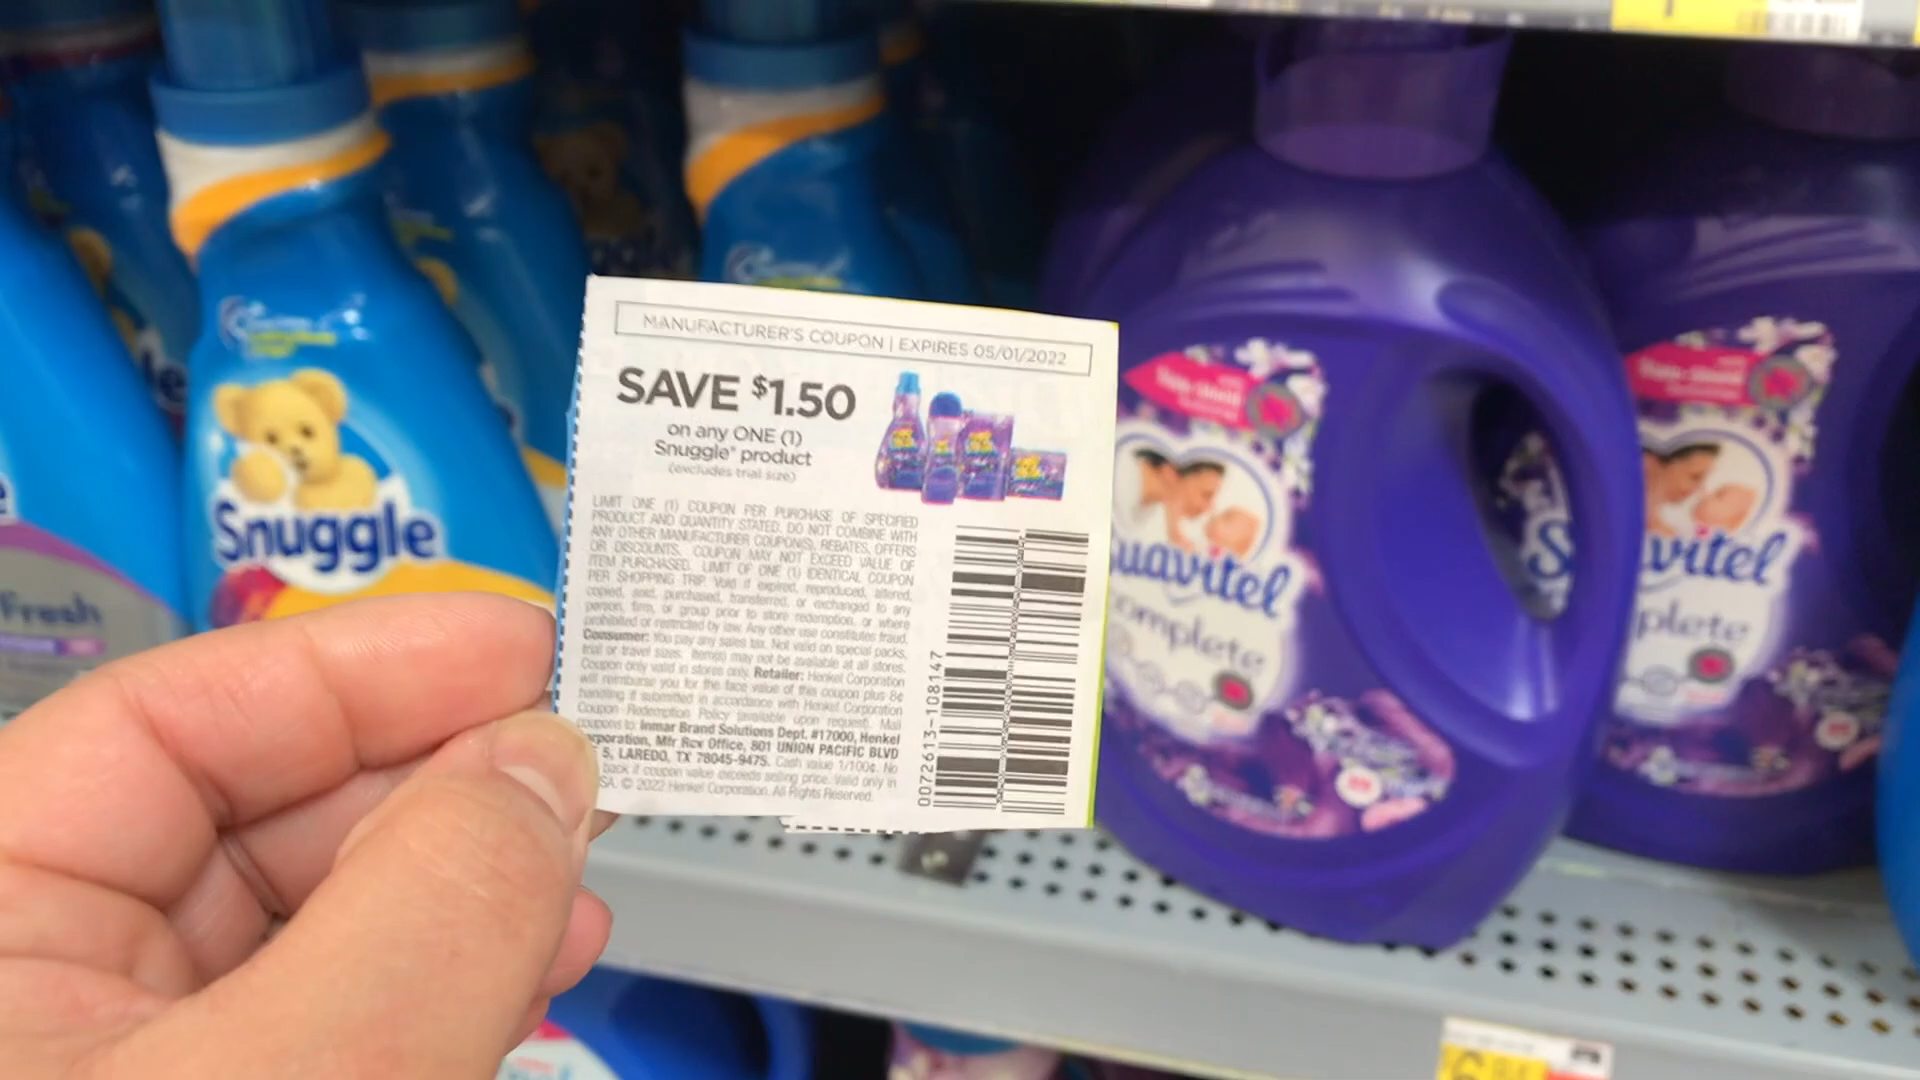 MANUFACTURER'S COUPON | EXPIRES 05/01/2022
SAVE $1.50
on any ONE (1)
Snuggle® product
(excludes trial size)
LIMIT ONE (1) COUPON PER PURCHASE OF SPECIFIED
PRODUCT AND QUANTITY STATED. DO NOT COMBINE WITH
ANY OTHER MANUFACTURER COUPON(S), REBATES, OFFERS
OR DISCOUNTS. COUPON MAY NOT EXCEED VALUE OF
ITEM PURCHASED. LIMIT OF ONE (1) IDENTICAL COUPON
PER SHOPPING TRIP. Void if expired, reproduced, altered,
copied, sold, purchased, transferred, or exchanged to any
person, firm, or group prior to store redemption, or where
prohibited or restricted by law. Any other use constitutes fraud.
Consumer: You pay any sales tax. Not valid on special packs,
trial or travel sizes. Item(s) may not be available at all stores.
Coupon only valid in stores only. Retailer: Henkel Corporation
will reimburse you for the face value of this coupon plus 8¢
handling if submitted in accordance with Henkel Corporation
Coupon Redemption Policy (available upon request). Mail
coupons to: Inmar Brand Solutions Dept. #17000, Henkel
rporation, Mfr Rcv Office, 801 UNION PACIFIC BLVD
5, LAREDO, TX 78045-9475. Cash value 1/100¢. No
back if coupon value exceeds selling price. Valid only in
SA. © 2022 Henkel Corporation. All Rights Reserved.
0072613-108147
Snuggle
Fresh
uavitel
omplete
vitel
plete